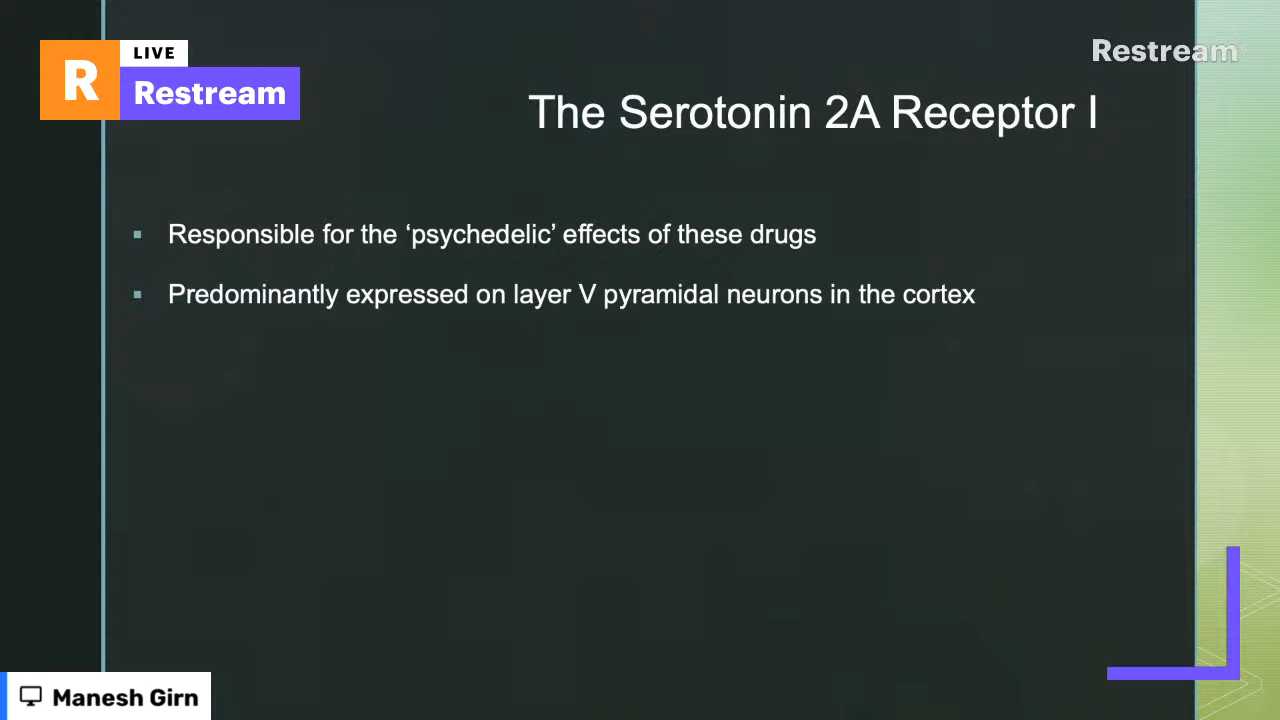 R
LIVE
Restream
Restream
The Serotonin 2A Receptor I
▪ Responsible for the ‘psychedelic’ effects of these drugs
▪ Predominantly expressed on layer V pyramidal neurons in the cortex
Manesh Girn